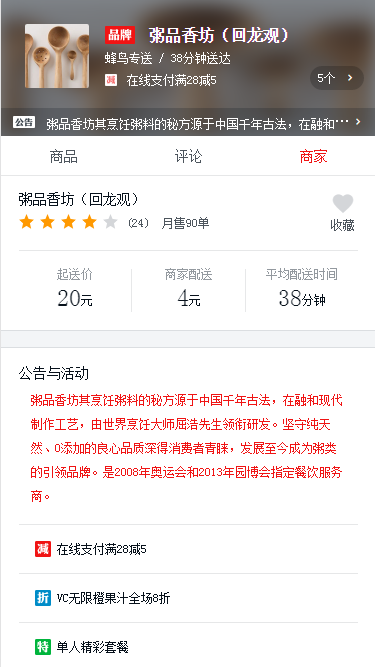 品牌 粥品香坊（回龙观）
蜂鸟专送 / 38分钟送达
减 在线支付满28减5
5个 >
公告 粥品香坊其烹饪粥料的秘方源于中国千年古法，在融和··· >
商品 评论 商家
粥品香坊（回龙观）
(24) 月售90单
收藏
起送价 商家配送 平均配送时间
20元 4元 38分钟
公告与活动
粥品香坊其烹饪粥料的秘方源于中国千年古法，在融和现代
制作工艺，由世界烹饪大师屈浩先生领衔研发。坚守纯天
然、0添加的良心品质深得消费者青睐，发展至今成为粥类
的引领品牌。是2008年奥运会和2013年园博会指定餐饮服务
商。
减 在线支付满28减5
折 VC无限橙果汁全场8折
特 单人精彩套餐